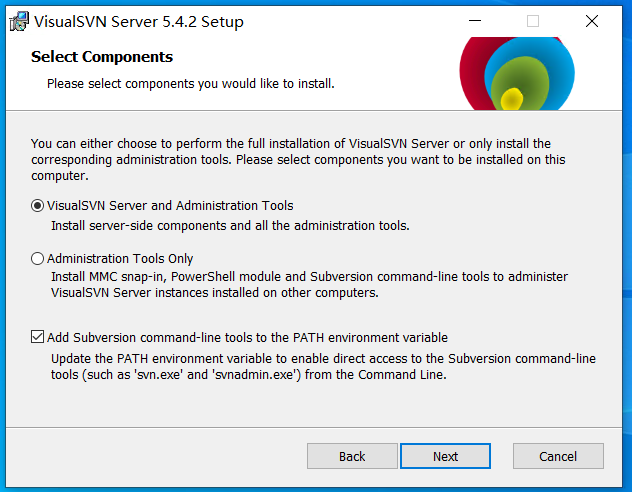 VisualSVN Server 5.4.2 Setup
Select Components
Please select components you would like to install.
You can either choose to perform the full installation of VisualSVN Server or only install the
corresponding administration tools. Please select components you want to be installed on this
computer.
VisualSVN Server and Administration Tools
Install server-side components and all the administration tools.
Administration Tools Only
Install MMC snap-in, PowerShell module and Subversion command-line tools to administer
VisualSVN Server instances installed on other computers.
Add Subversion command-line tools to the PATH environment variable
Update the PATH environment variable to enable direct access to the Subversion command-line
tools (such as 'svn.exe' and 'svnadmin.exe') from the Command Line.
Back Next Cancel